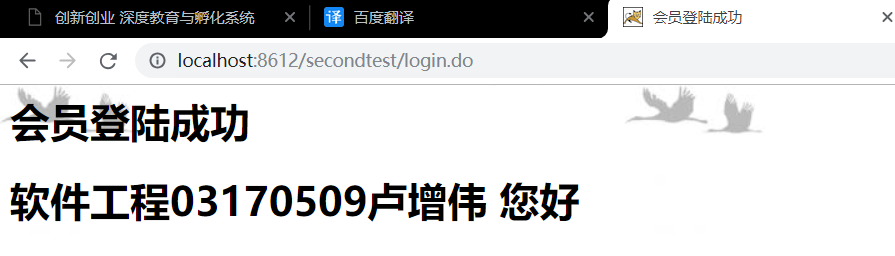 创新创业 深度教育与孵化系统
译 百度翻译
会员登陆成功
localhost:8612/secondtest/login.do
会员登陆成功
软件工程03170509卢增伟 您好